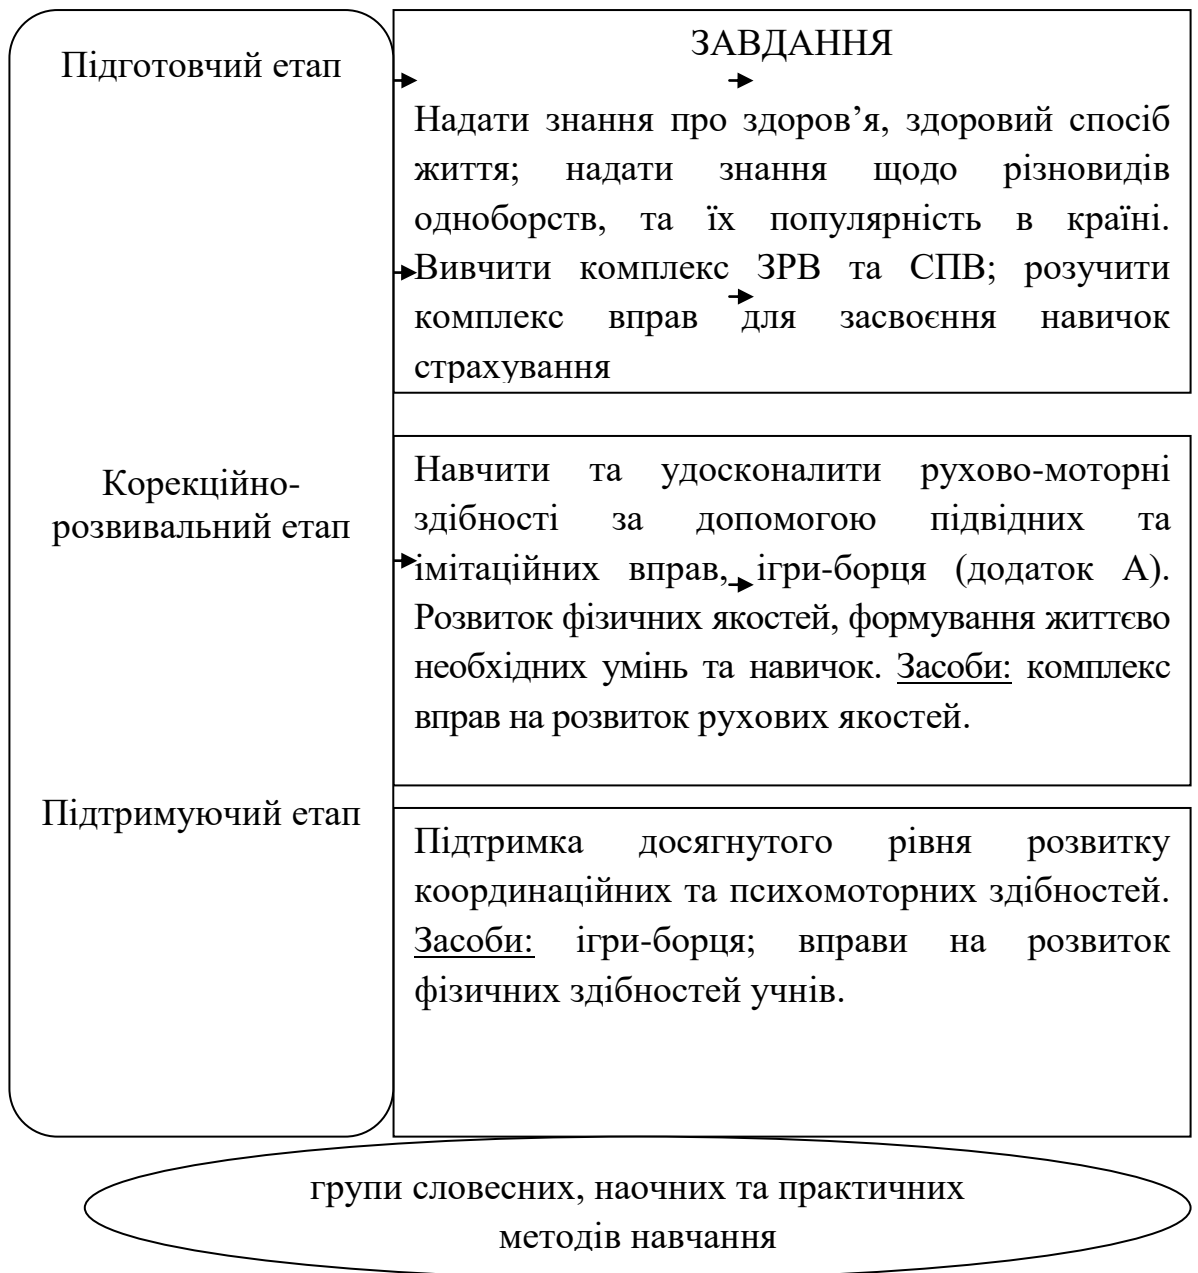 Підготовчий етап
ЗАВДАННЯ
Надати знання про здоров’я, здоровий спосіб
життя; надати знання щодо різновидів
одноборств, та їх популярність в країні.
Вивчити комплекс ЗРВ та СПВ; розучити
комплекс вправ для засвоєння навичок
страхування
Корекційно-
розвивальний етап
Навчити та удосконалити рухово-моторні
здібності за допомогою підвідних та
імітаційних вправ, ігри-борця (додаток А).
Розвиток фізичних якостей, формування життєво
необхідних умінь та навичок. Засоби: комплекс
вправ на розвиток рухових якостей.
Підтримуючий етап
Підтримка досягнутого рівня розвитку
координаційних та психомоторних здібностей.
Засоби: ігри-борця; вправи на розвиток
фізичних здібностей учнів.
групи словесних, наочних та практичних
методів навчання